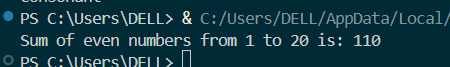 consonant
PS C:\Users\DELL> & C:/Users/DELL/AppData/Local/
Sum of even numbers from 1 to 20 is: 110
PS C:\Users\DELL>